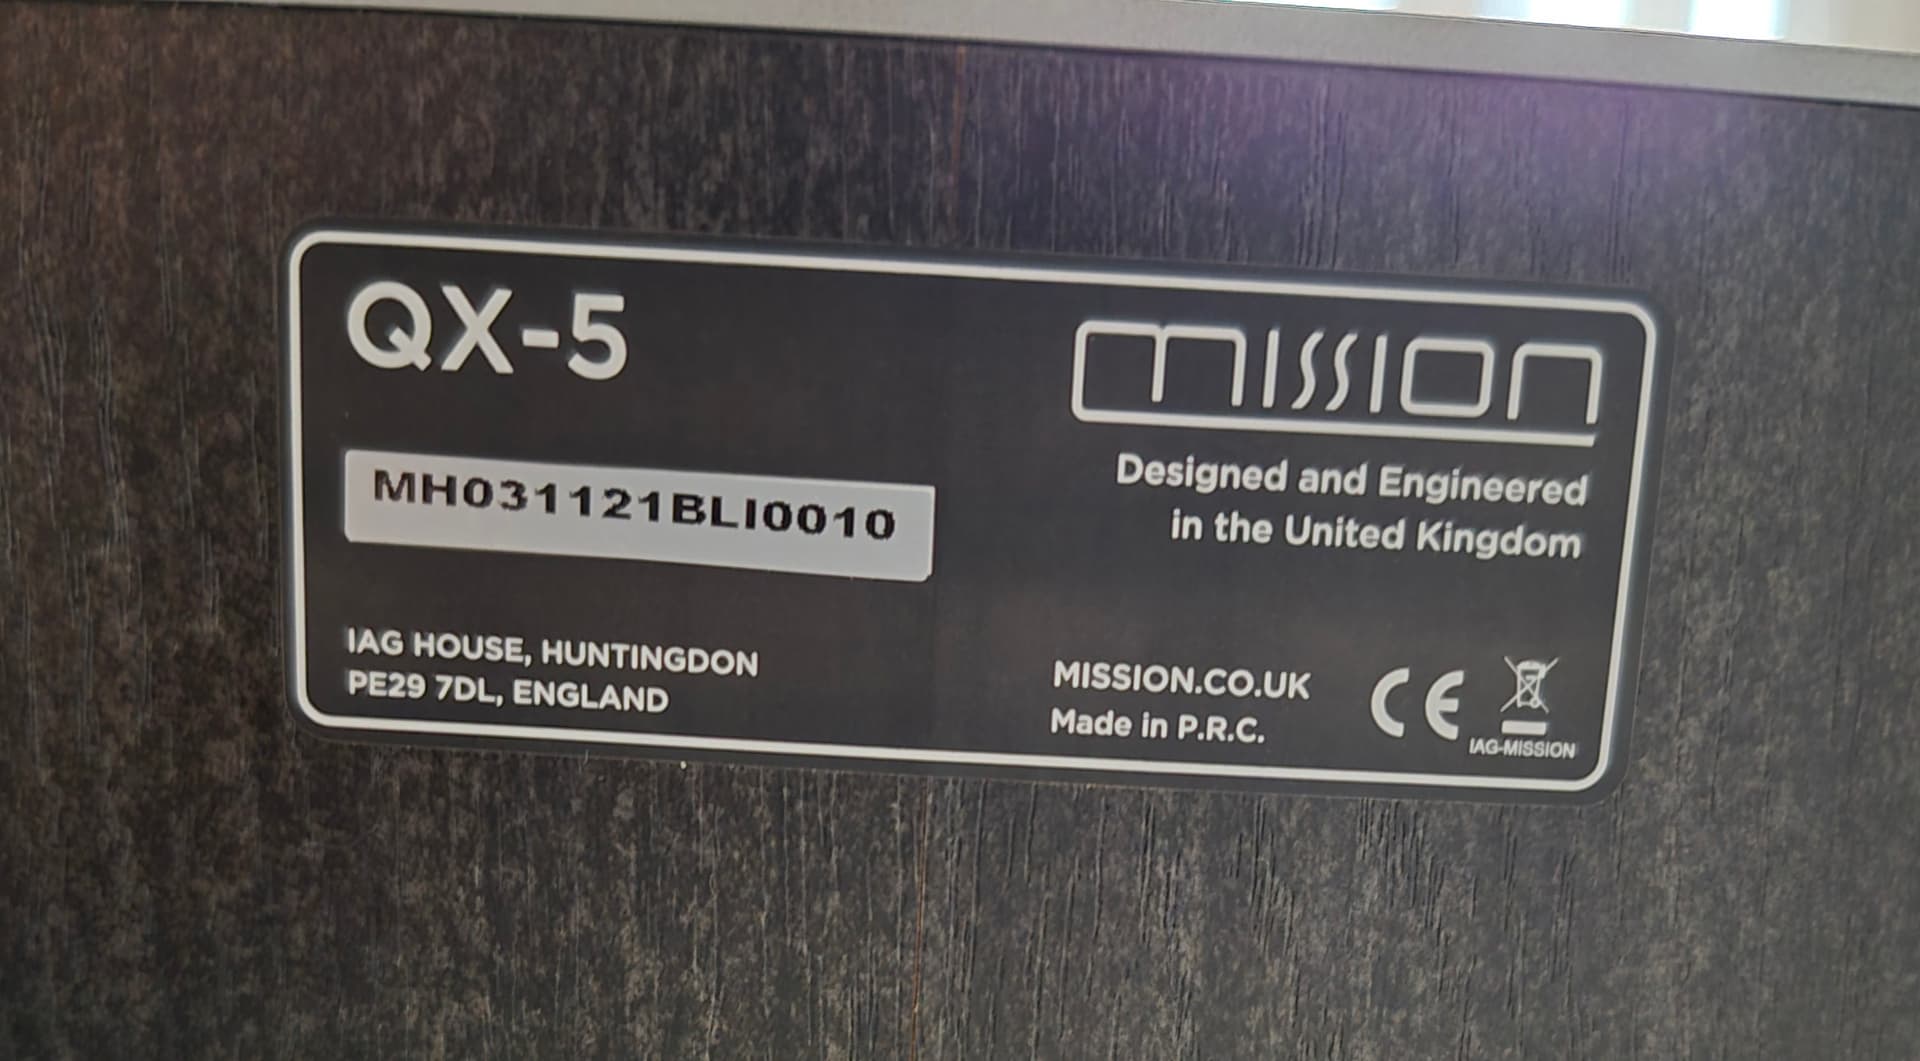 QX-5
MH031121BLI0010
IAG HOUSE, HUNTINGDON
PE29 7DL, ENGLAND
mission
Designed and Engineered
in the United Kingdom
MISSION.CO.UK
Made in P.R.C.
CE
IAG-MISSION